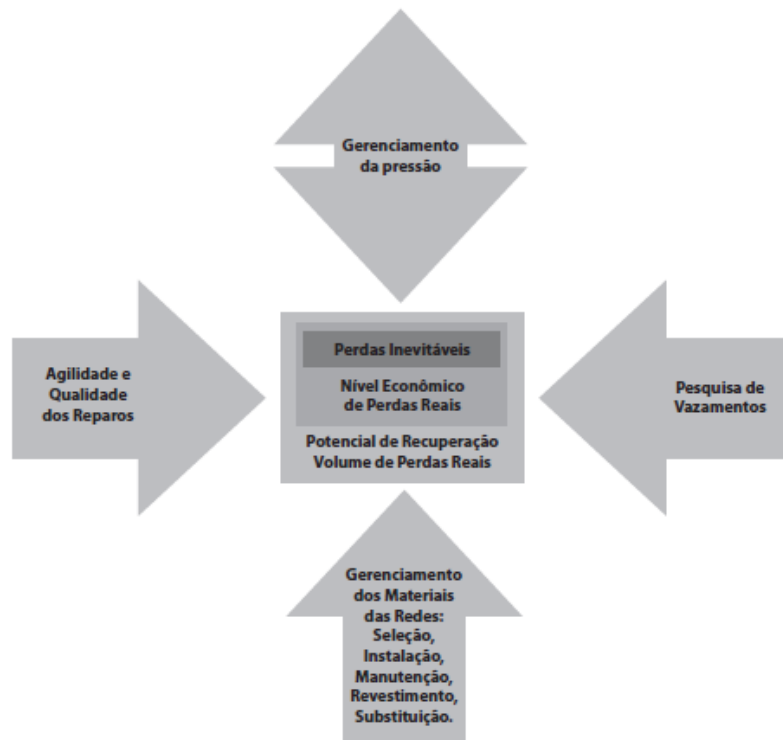 Gerenciamento
da pressão
Agilidade e
Qualidade
dos Reparos
Perdas Inevitáveis
Nível Econômico
de Perdas Reais
Potencial de Recuperação
Volume de Perdas Reais
Pesquisa de
Vazamentos
Gerenciamento
dos Materiais
das Redes:
Seleção,
Instalação,
Manutenção,
Revestimento,
Substituição.